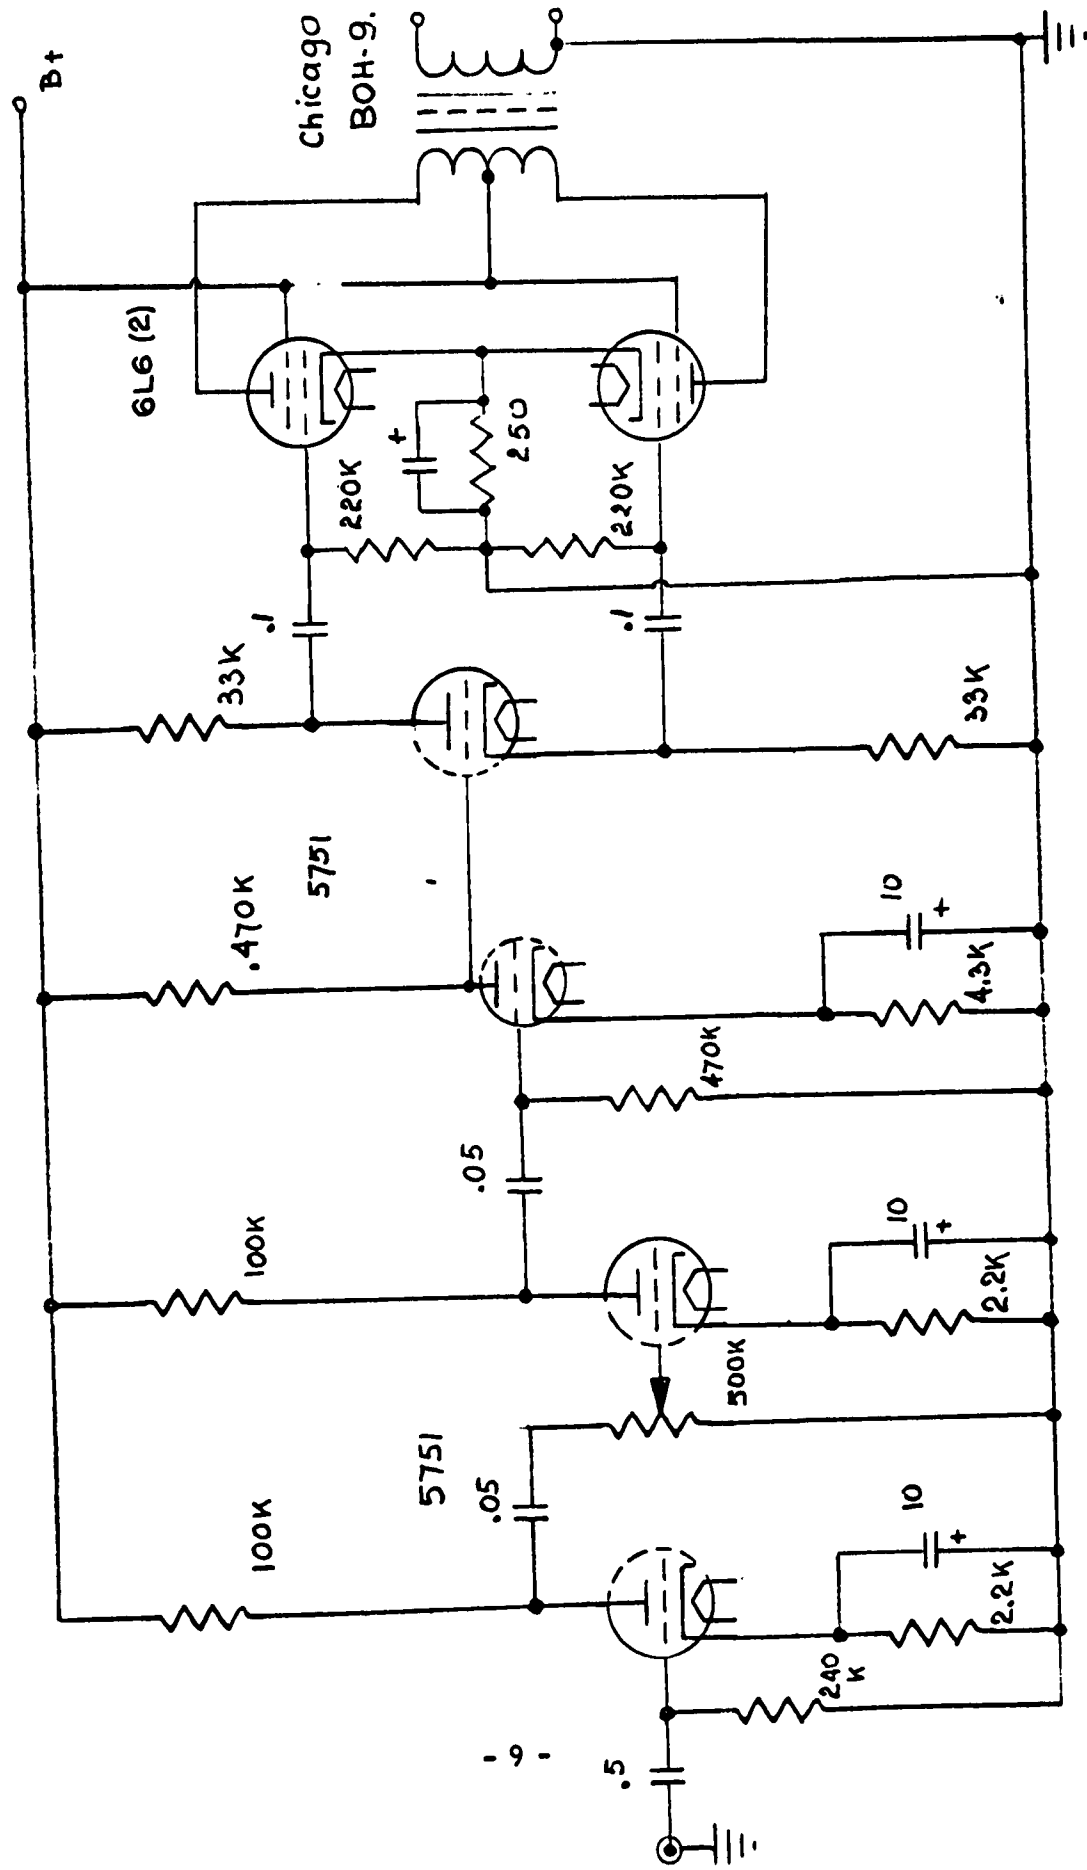 B+
Chicago
BOH-9.
6L6 (2)
33K
.1
220K
+
250
220K
.1
33K
5751
.470K
10
+
4.3K
470K
.05
100K
10
+
2.2K
500K
5751
.05
100K
10
+
2.2K
240
K
.5
- 9 -